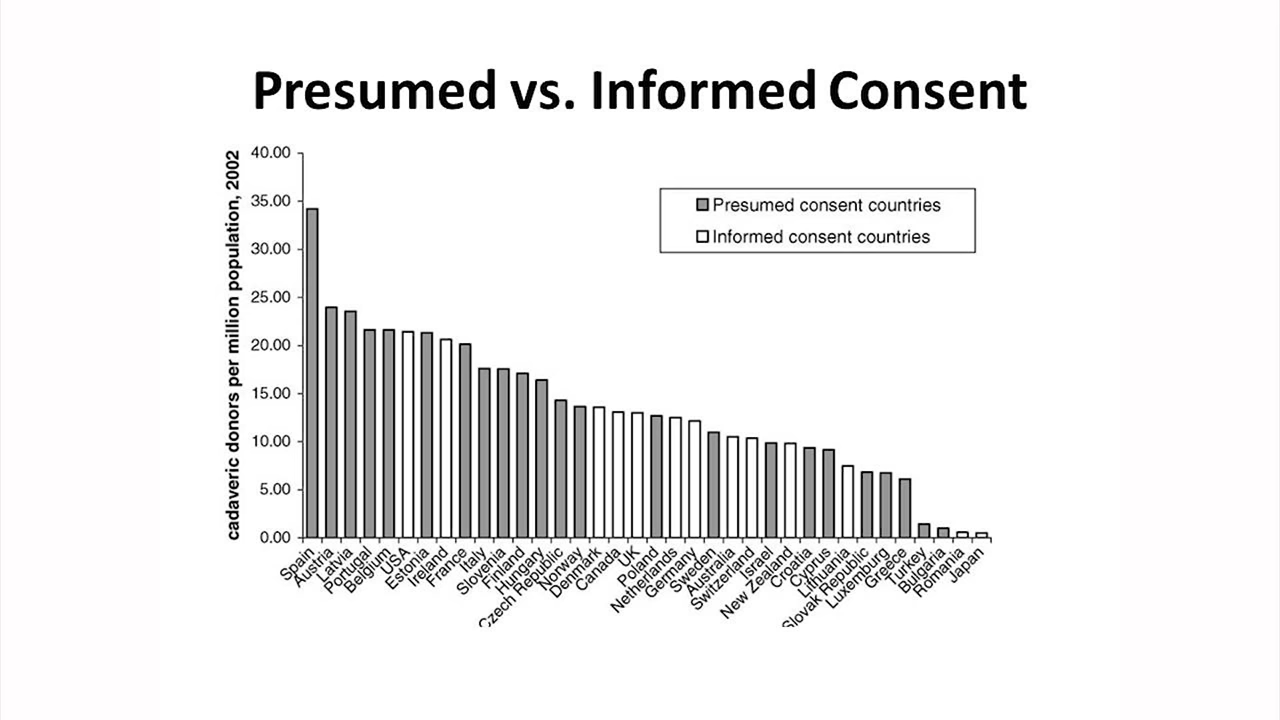 Presumed vs. Informed Consent
cadaveric donors per million population, 2002
40.00
35.00
30.00
25.00
20.00
15.00
10.00
5.00
0.00
Presumed consent countries
Informed consent countries
Spain
Austria
Latvia
Portugal
Belgium
USA
Estonia
Ireland
France
Italy
Slovenia
Finland
Hungary
Czech Republic
Norway
Denmark
Canada
UK
Poland
Netherlands
Germany
Sweden
Australia
Switzerland
Israel
New Zealand
Croatia
Cyprus
Lithuania
Slovak Republic
Luxemburg
Greece
Turkey
Bulgaria
Romania
Japan